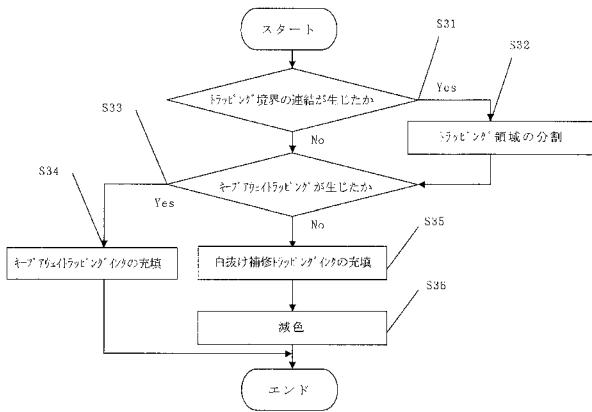 スタート
S31
S32
トラッピング境界の連結が生じたか
Yes
トラッピング領域の分割
No
S33
キープアウェイトラッピングが生じたか
S34
Yes
No
S35
キープアウェイトラッピングインクの充填
白抜け補修トラッピングインクの充填
S36
減色
エンド